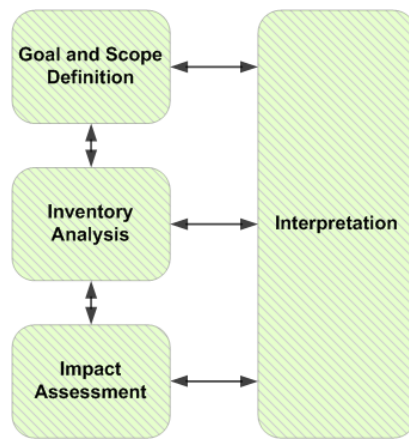 Goal and Scope
Definition
Inventory
Analysis
Interpretation
Impact
Assessment